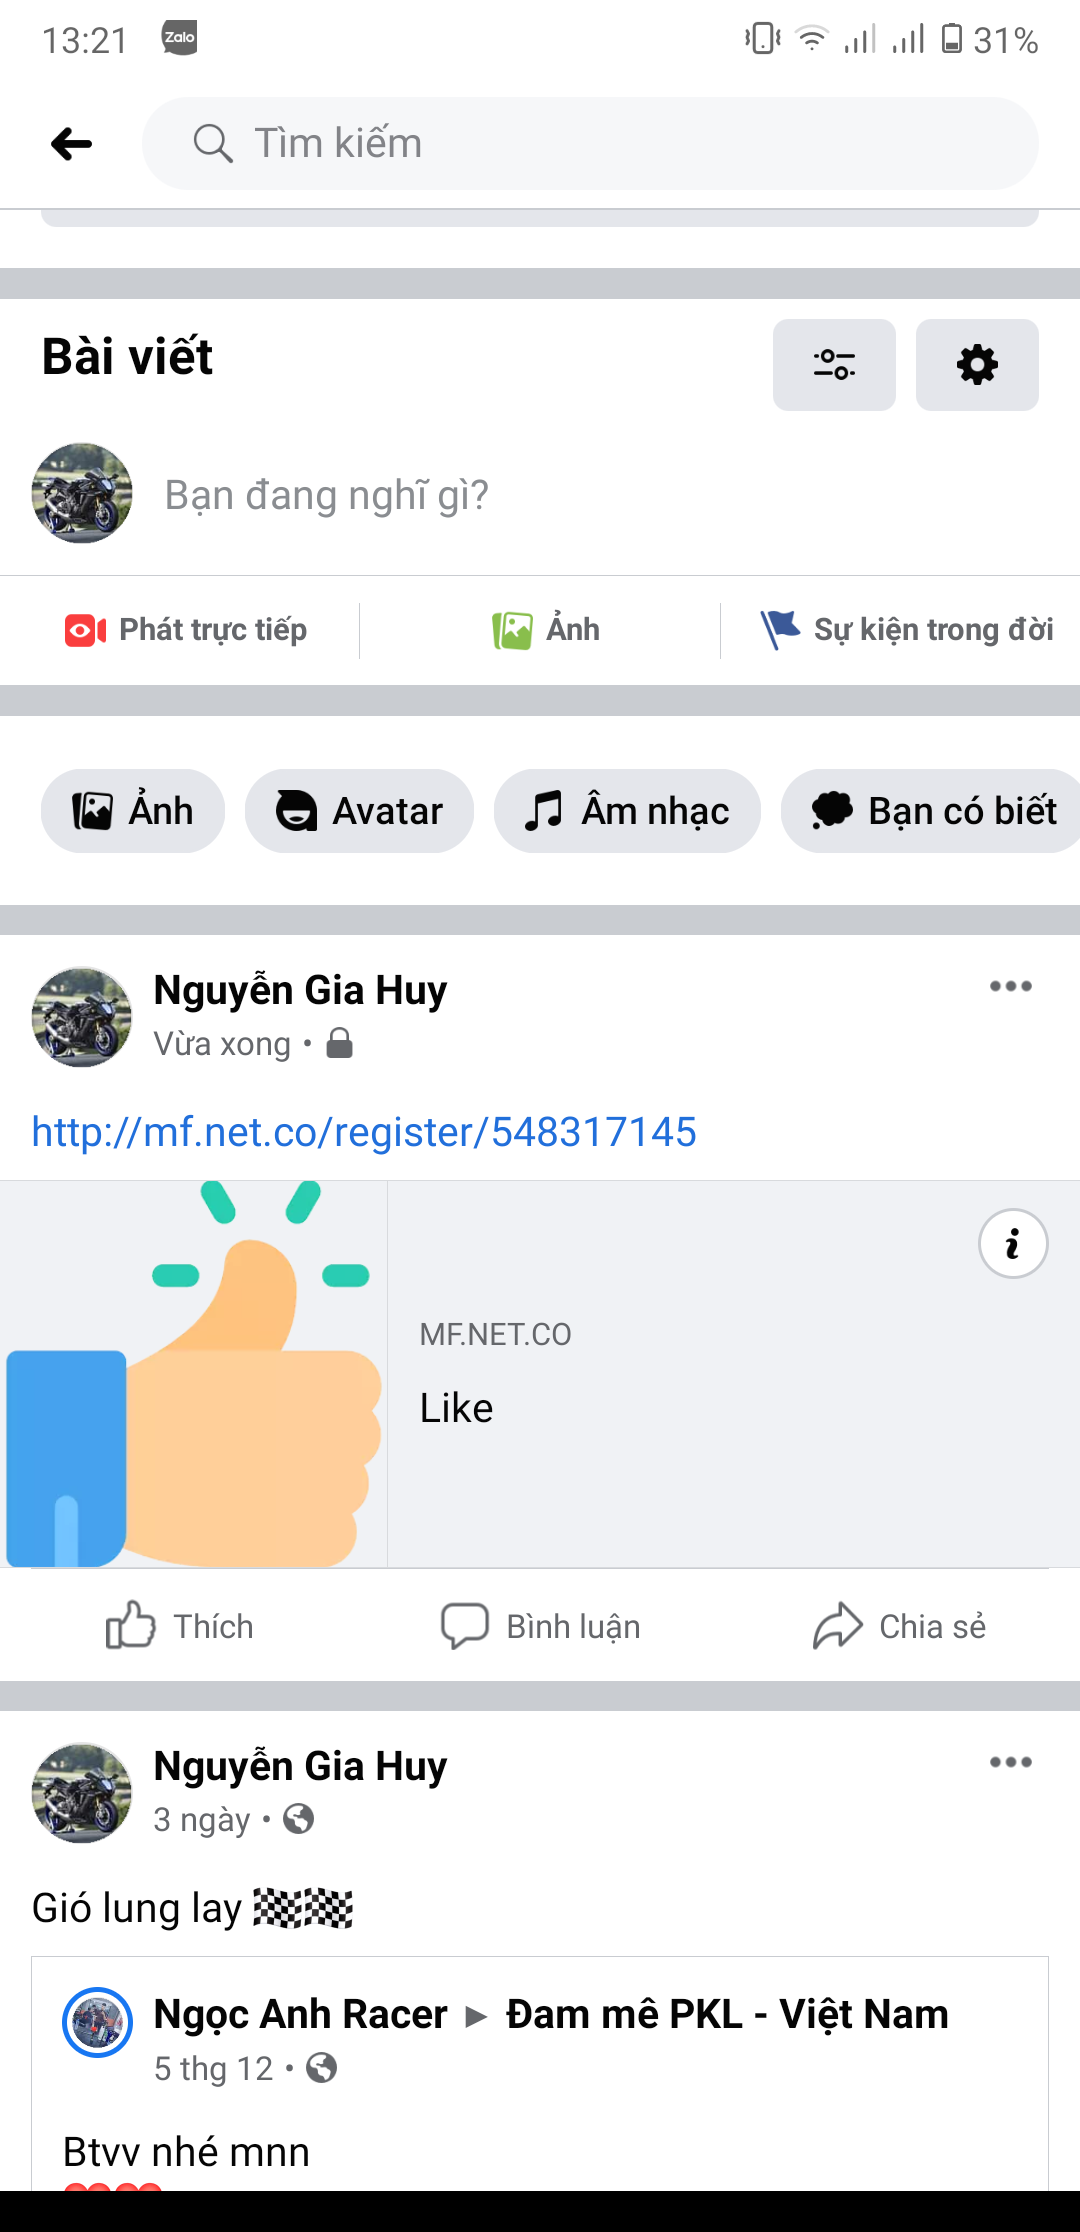 13:21 Zalo 31%
Tìm kiếm
Bài viết
Bạn đang nghĩ gì?
Phát trực tiếp Ảnh Sự kiện trong đời
Ảnh Avatar Âm nhạc Bạn có biết
Nguyễn Gia Huy
Vừa xong •
http://mf.net.co/register/548317145
MF.NET.CO
Like
Thích Bình luận Chia sẻ
Nguyễn Gia Huy
3 ngày •
Gió lung lay 🏁🏁
Ngọc Anh Racer ▸ Đam mê PKL - Việt Nam
5 thg 12 •
Btvv nhé mnn